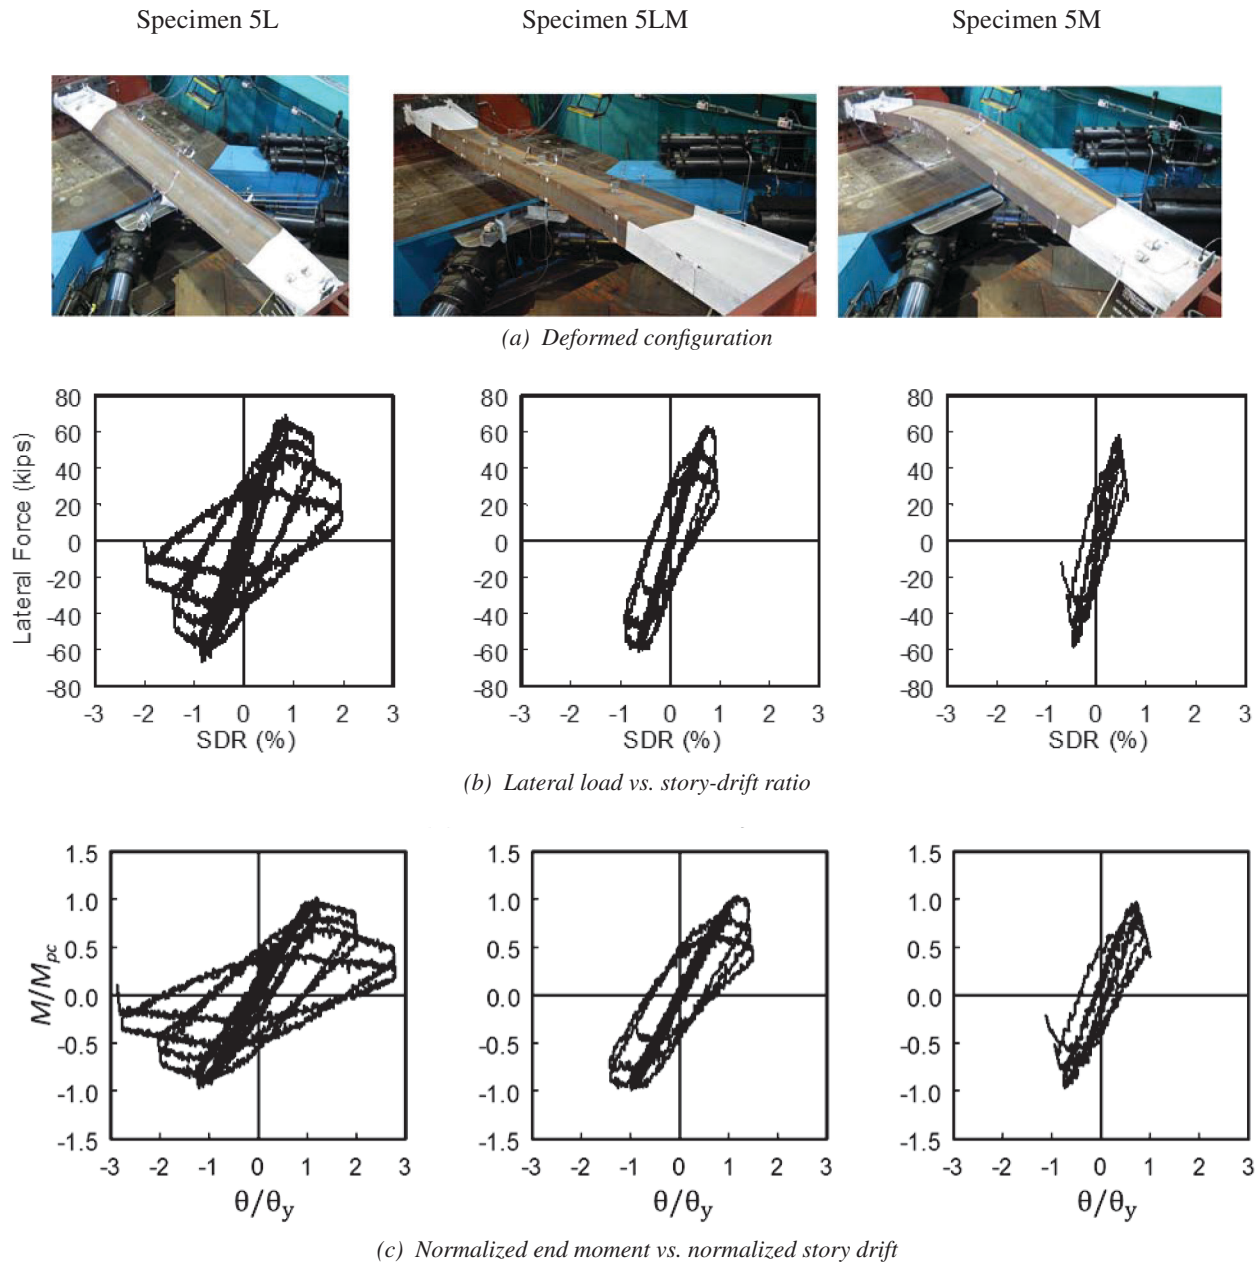 Specimen 5L
Specimen 5LM
Specimen 5M
(a) Deformed configuration
80
60
40
20
0
-20
-40
-60
-80
Lateral Force (kips)
-3 -2 -1 0 1 2 3
SDR (%)
80
60
40
20
0
-20
-40
-60
-80
-3 -2 -1 0 1 2 3
SDR (%)
80
60
40
20
0
-20
-40
-60
-80
-3 -2 -1 0 1 2 3
SDR (%)
(b) Lateral load vs. story-drift ratio
1.5
1.0
0.5
0.0
-0.5
-1.0
-1.5
M/Mpc
-3 -2 -1 0 1 2 3
θ/θy
1.5
1.0
0.5
0.0
-0.5
-1.0
-1.5
-3 -2 -1 0 1 2 3
θ/θy
1.5
1.0
0.5
0.0
-0.5
-1.0
-1.5
-3 -2 -1 0 1 2 3
θ/θy
(c) Normalized end moment vs. normalized story drift